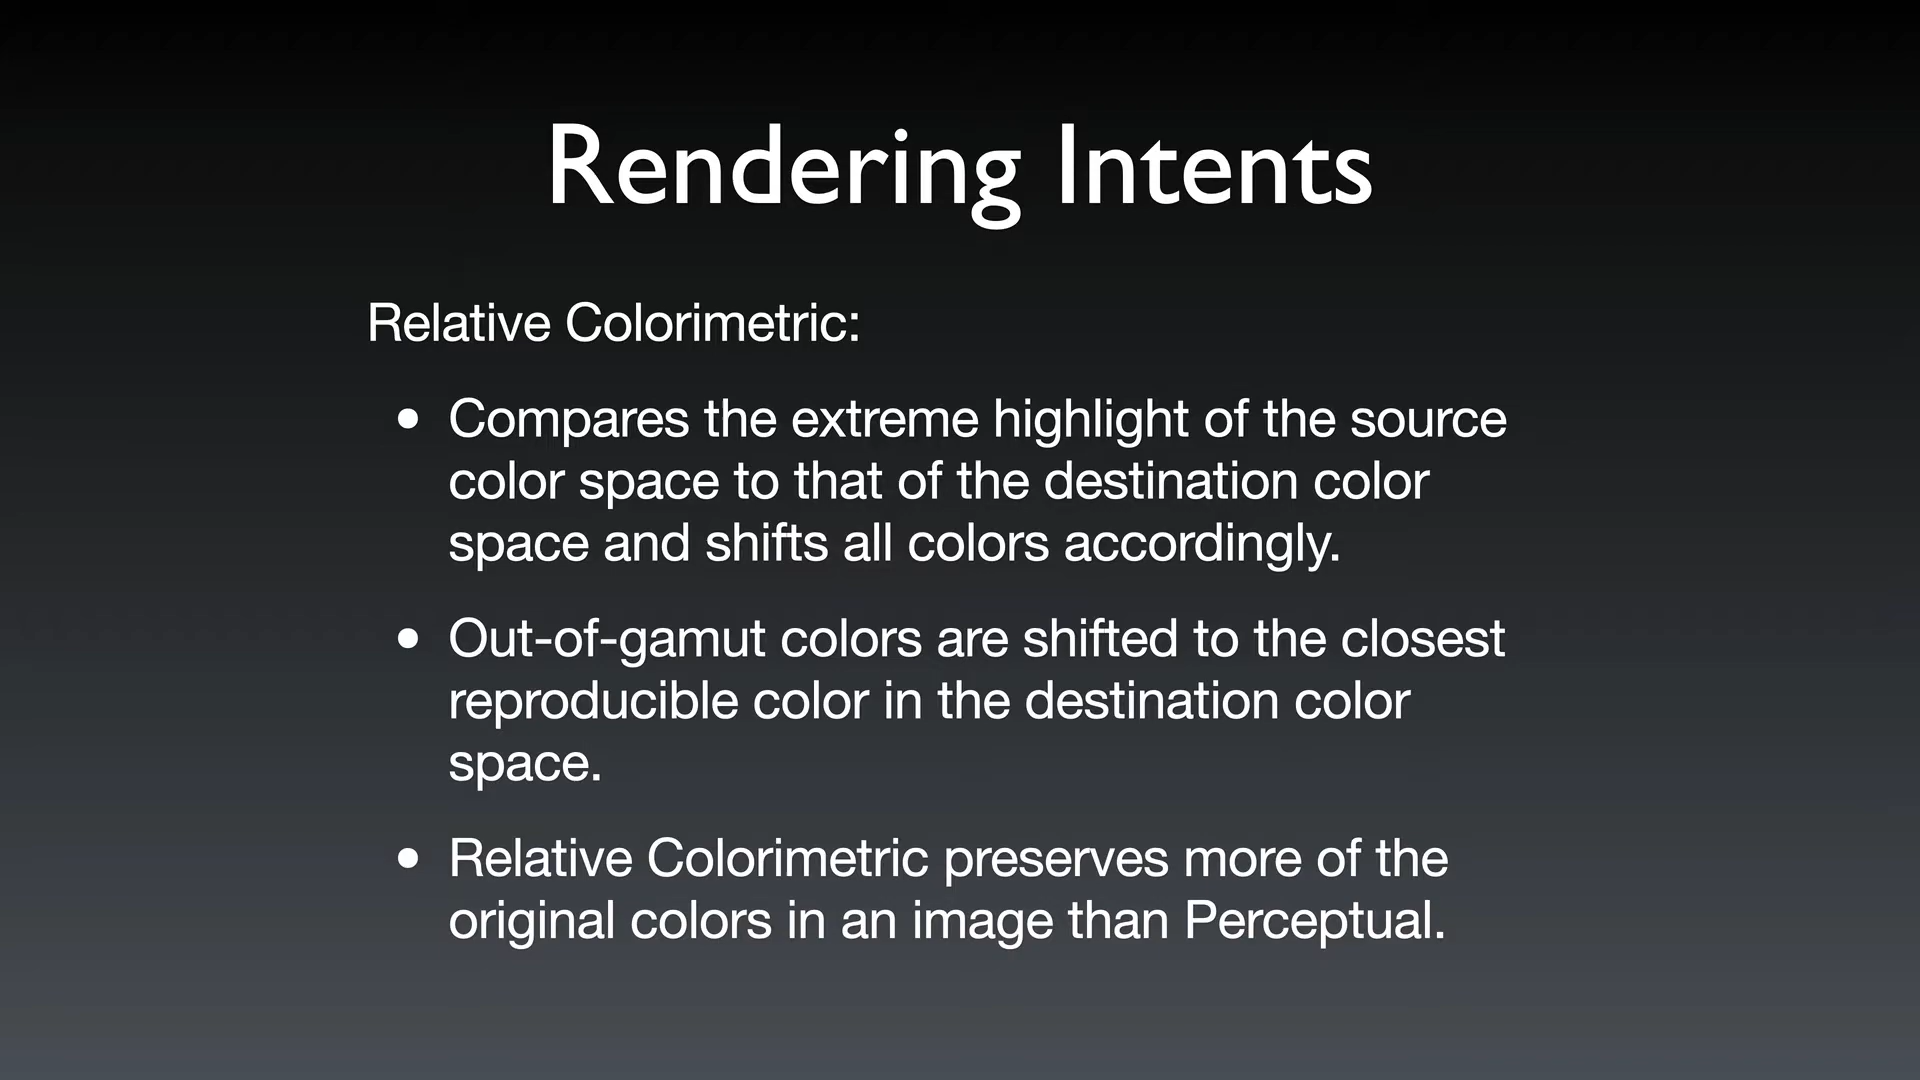 Rendering Intents
Relative Colorimetric:
• Compares the extreme highlight of the source
color space to that of the destination color
space and shifts all colors accordingly.
• Out-of-gamut colors are shifted to the closest
reproducible color in the destination color
space.
• Relative Colorimetric preserves more of the
original colors in an image than Perceptual.